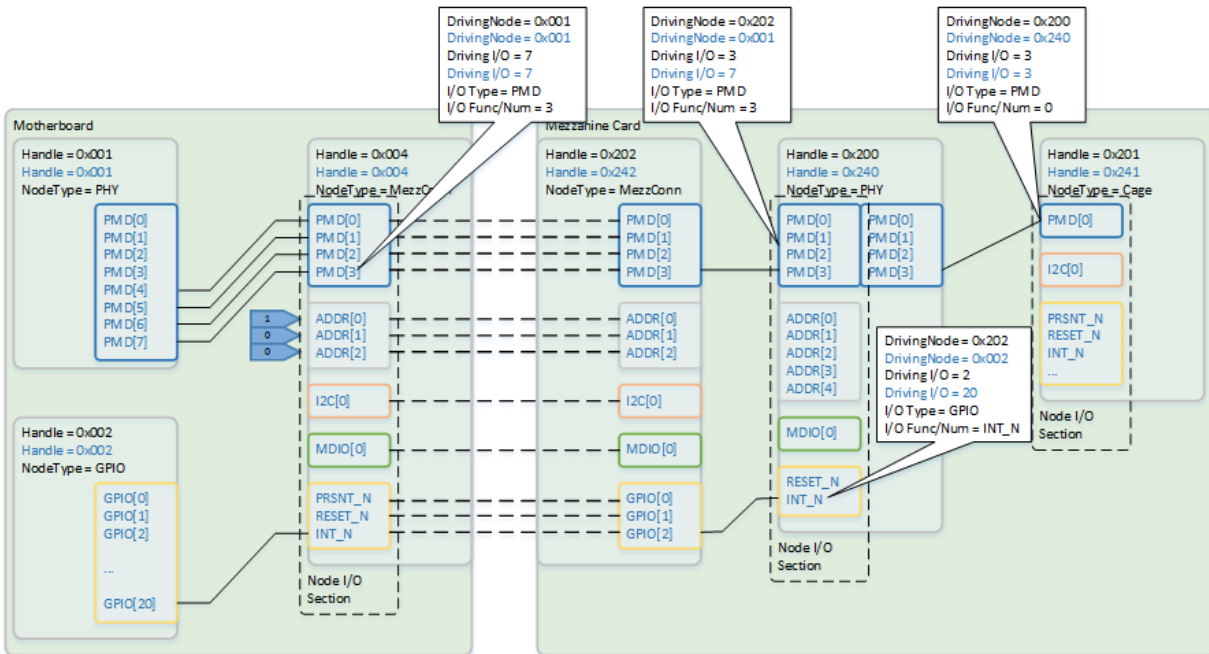 DrivingNode = 0x001
DrivingNode = 0x001
Driving I/O = 7
Driving I/O = 7
I/O Type = PMD
I/O Func/Num = 3
DrivingNode = 0x202
DrivingNode = 0x001
Driving I/O = 3
Driving I/O = 7
I/O Type = PMD
I/O Func/Num = 3
DrivingNode = 0x200
DrivingNode = 0x240
Driving I/O = 3
Driving I/O = 3
I/O Type = PMD
I/O Func/Num = 0
Motherboard
Handle = 0x001
Handle = 0x001
NodeType = PHY
PMD[0]
PMD[1]
PMD[2]
PMD[3]
PMD[4]
PMD[5]
PMD[6]
PMD[7]
Handle = 0x002
Handle = 0x002
NodeType = GPIO
GPIO[0]
GPIO[1]
GPIO[2]
...
GPIO[20]
Handle = 0x004
Handle = 0x004
NodeType = MezzConn
PMD[0]
PMD[1]
PMD[2]
PMD[3]
1
0
0
ADDR[0]
ADDR[1]
ADDR[2]
I2C[0]
MDIO[0]
PRSNT_N
RESET_N
INT_N
Node I/O
Section
Mezzanine Card
Handle = 0x202
Handle = 0x242
NodeType = MezzConn
PMD[0]
PMD[1]
PMD[2]
PMD[3]
ADDR[0]
ADDR[1]
ADDR[2]
I2C[0]
MDIO[0]
GPIO[0]
GPIO[1]
GPIO[2]
Handle = 0x200
Handle = 0x240
NodeType = PHY
PMD[0]
PMD[1]
PMD[2]
PMD[3]
PMD[0]
PMD[1]
PMD[2]
PMD[3]
ADDR[0]
ADDR[1]
ADDR[2]
ADDR[3]
ADDR[4]
MDIO[0]
RESET_N
INT_N
Node I/O
Section
DrivingNode = 0x202
DrivingNode = 0x002
Driving I/O = 2
Driving I/O = 20
I/O Type = GPIO
I/O Func/Num = INT_N
Handle = 0x201
Handle = 0x241
NodeType = Cage
PMD[0]
I2C[0]
PRSNT_N
RESET_N
INT_N
...
Node I/O
Section